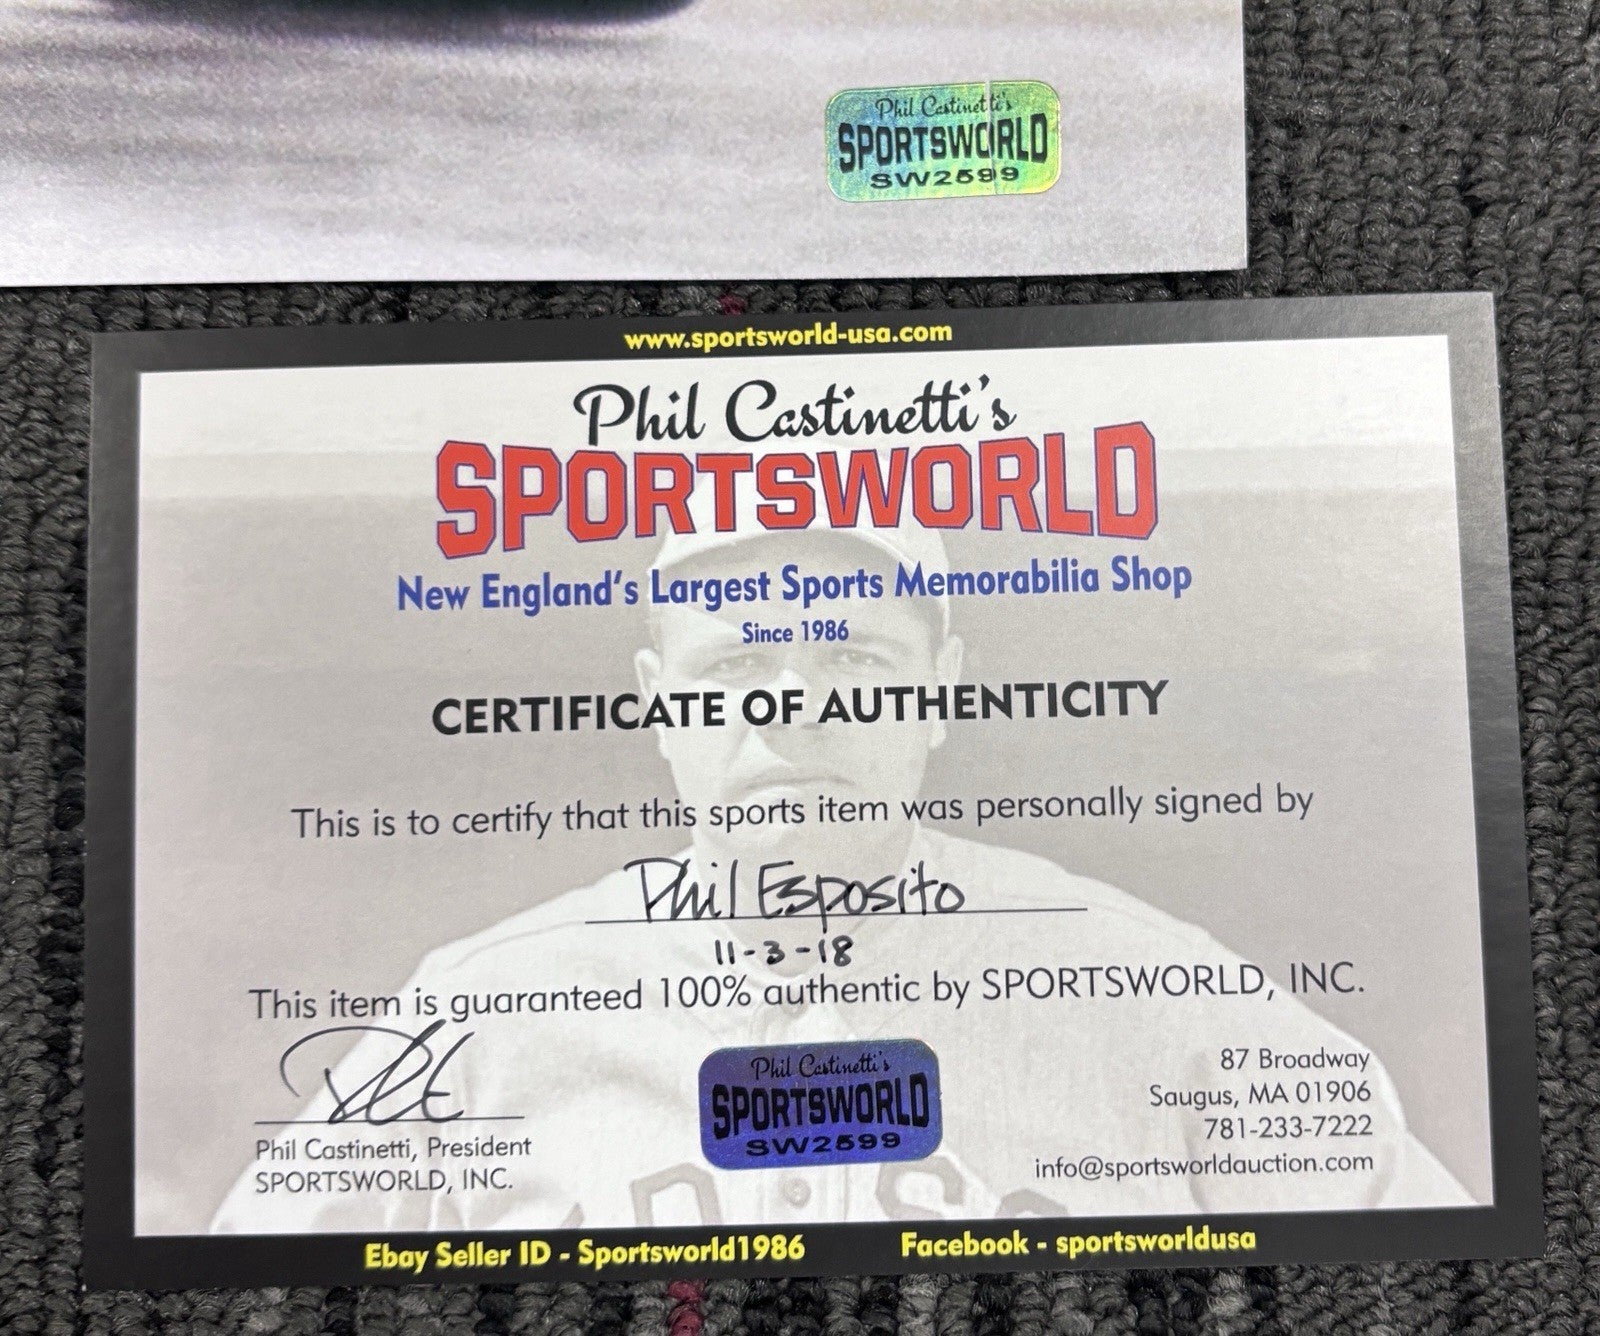 Phil Castinetti's
SPORTSWORLD
SW2599
www.sportsworld-usa.com
Phil Castinetti's
SPORTSWORLD
New England's Largest Sports Memorabilia Shop
Since 1986
CERTIFICATE OF AUTHENTICITY
This is to certify that this sports item was personally signed by
Phil Esposito
11-3-18
This item is guaranteed 100% authentic by SPORTSWORLD, INC.
Phil Castinetti, President
SPORTSWORLD, INC.
Phil Castinetti's
SPORTSWORLD
SW2599
87 Broadway
Saugus, MA 01906
781-233-7222
info@sportsworldauction.com
Ebay Seller ID - Sportsworld1986
Facebook - sportsworldusa